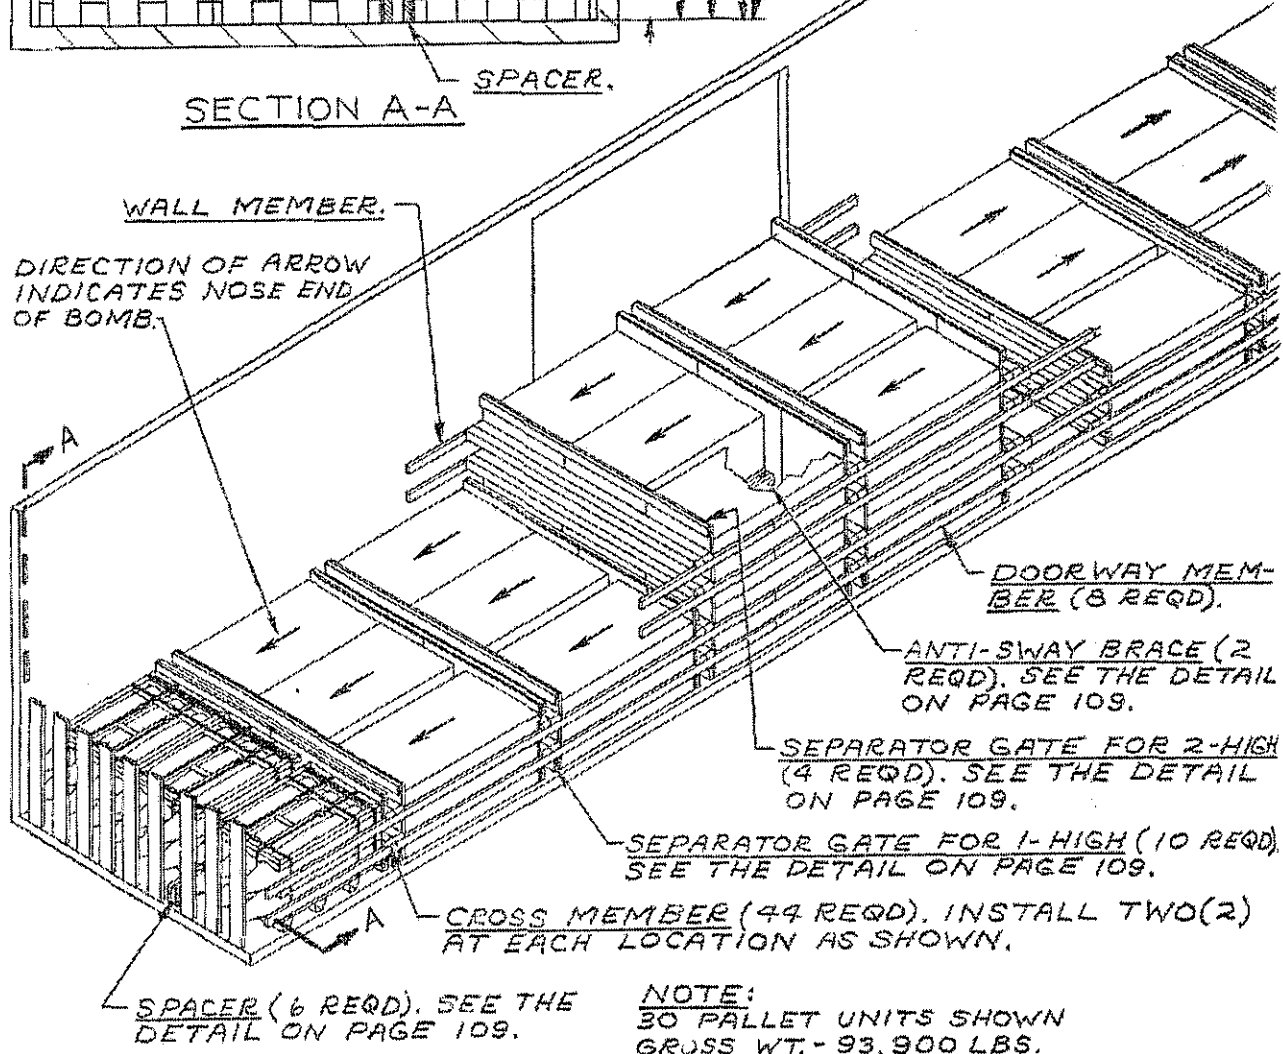 SPACER.
SECTION A-A
WALL MEMBER.
DIRECTION OF ARROW
INDICATES NOSE END
OF BOMB.
A
DOORWAY MEM-
BER (8 REQD).
ANTI-SWAY BRACE (2
REQD). SEE THE DETAIL
ON PAGE 109.
SEPARATOR GATE FOR 2-HIGH
(4 REQD). SEE THE DETAIL
ON PAGE 109.
SEPARATOR GATE FOR 1-HIGH (10 REQD).
SEE THE DETAIL ON PAGE 109.
A
CROSS MEMBER (44 REQD). INSTALL TWO(2)
AT EACH LOCATION AS SHOWN.
SPACER (6 REQD). SEE THE
DETAIL ON PAGE 109.
NOTE:
30 PALLET UNITS SHOWN
GROSS WT.- 93,900 LBS.